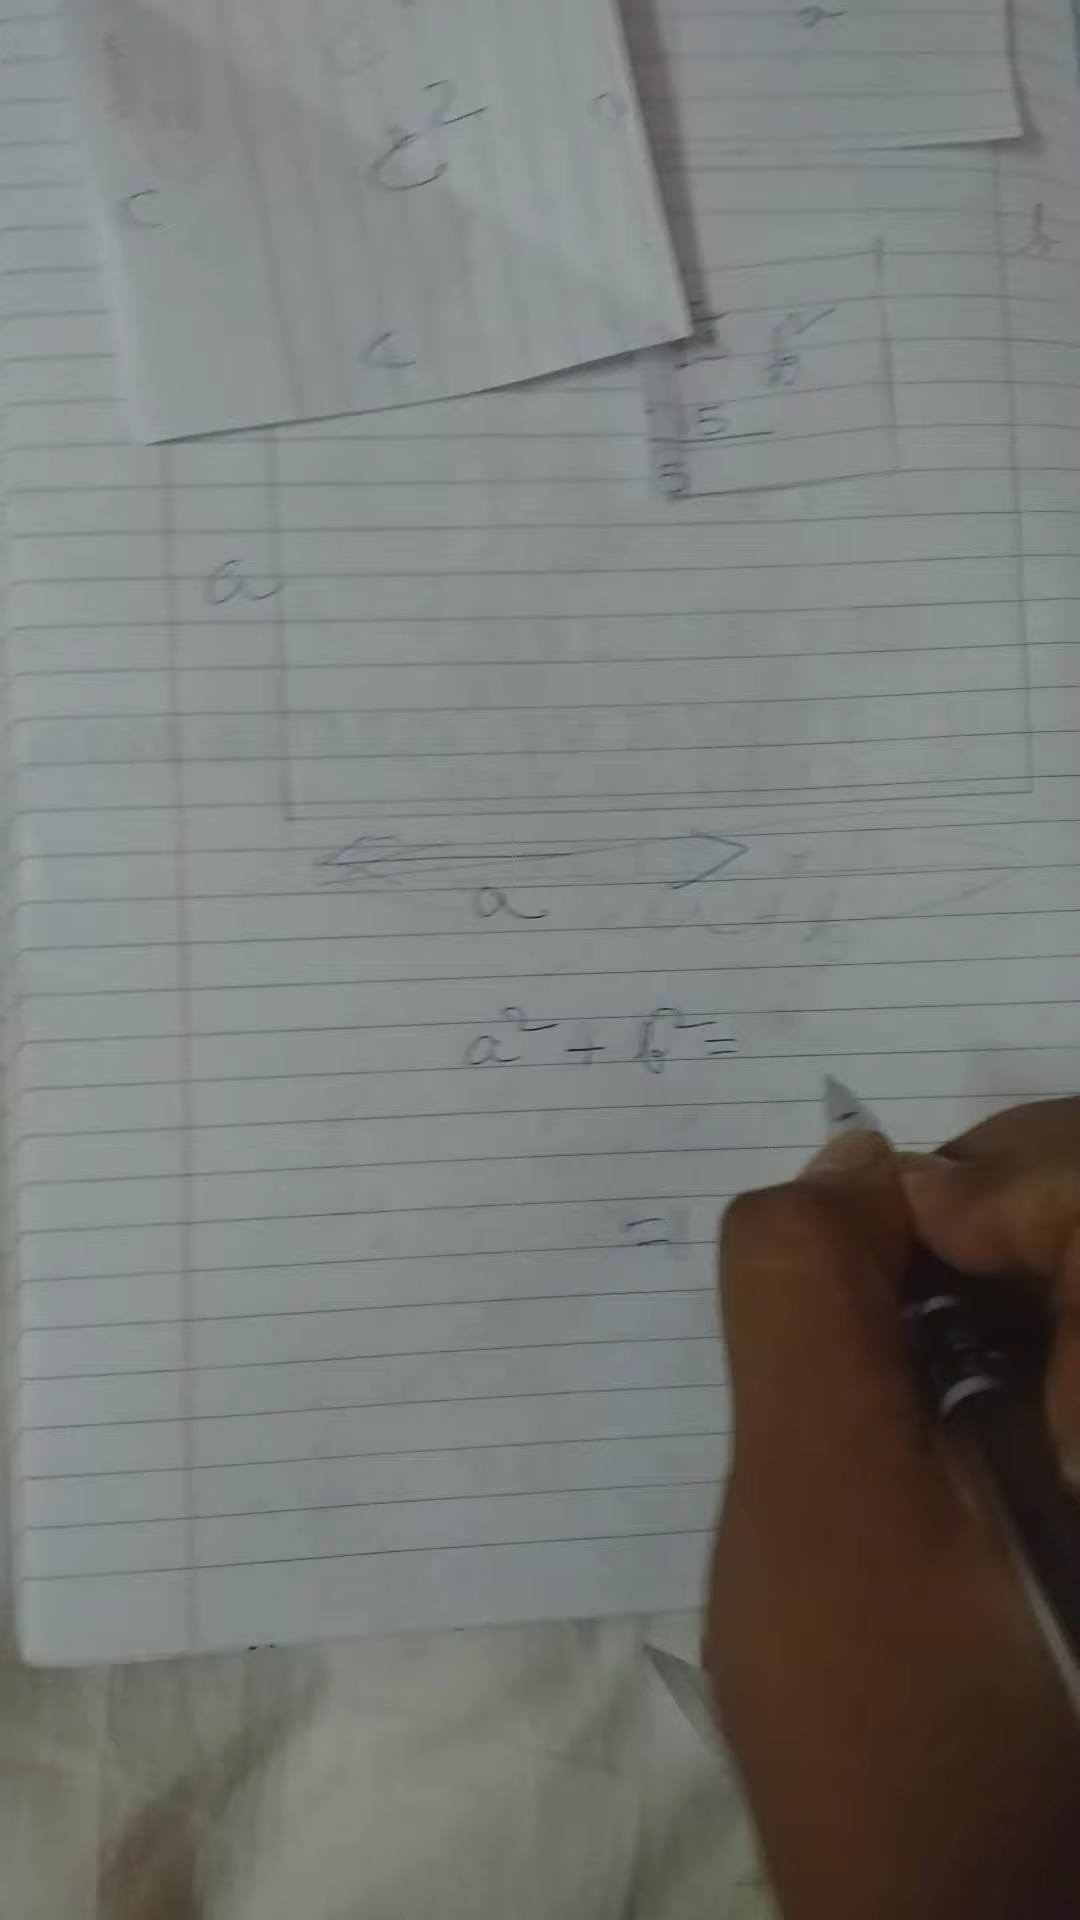 c²
c
c
b
b²
5
5
a
a
a + b
a² + b² =
=